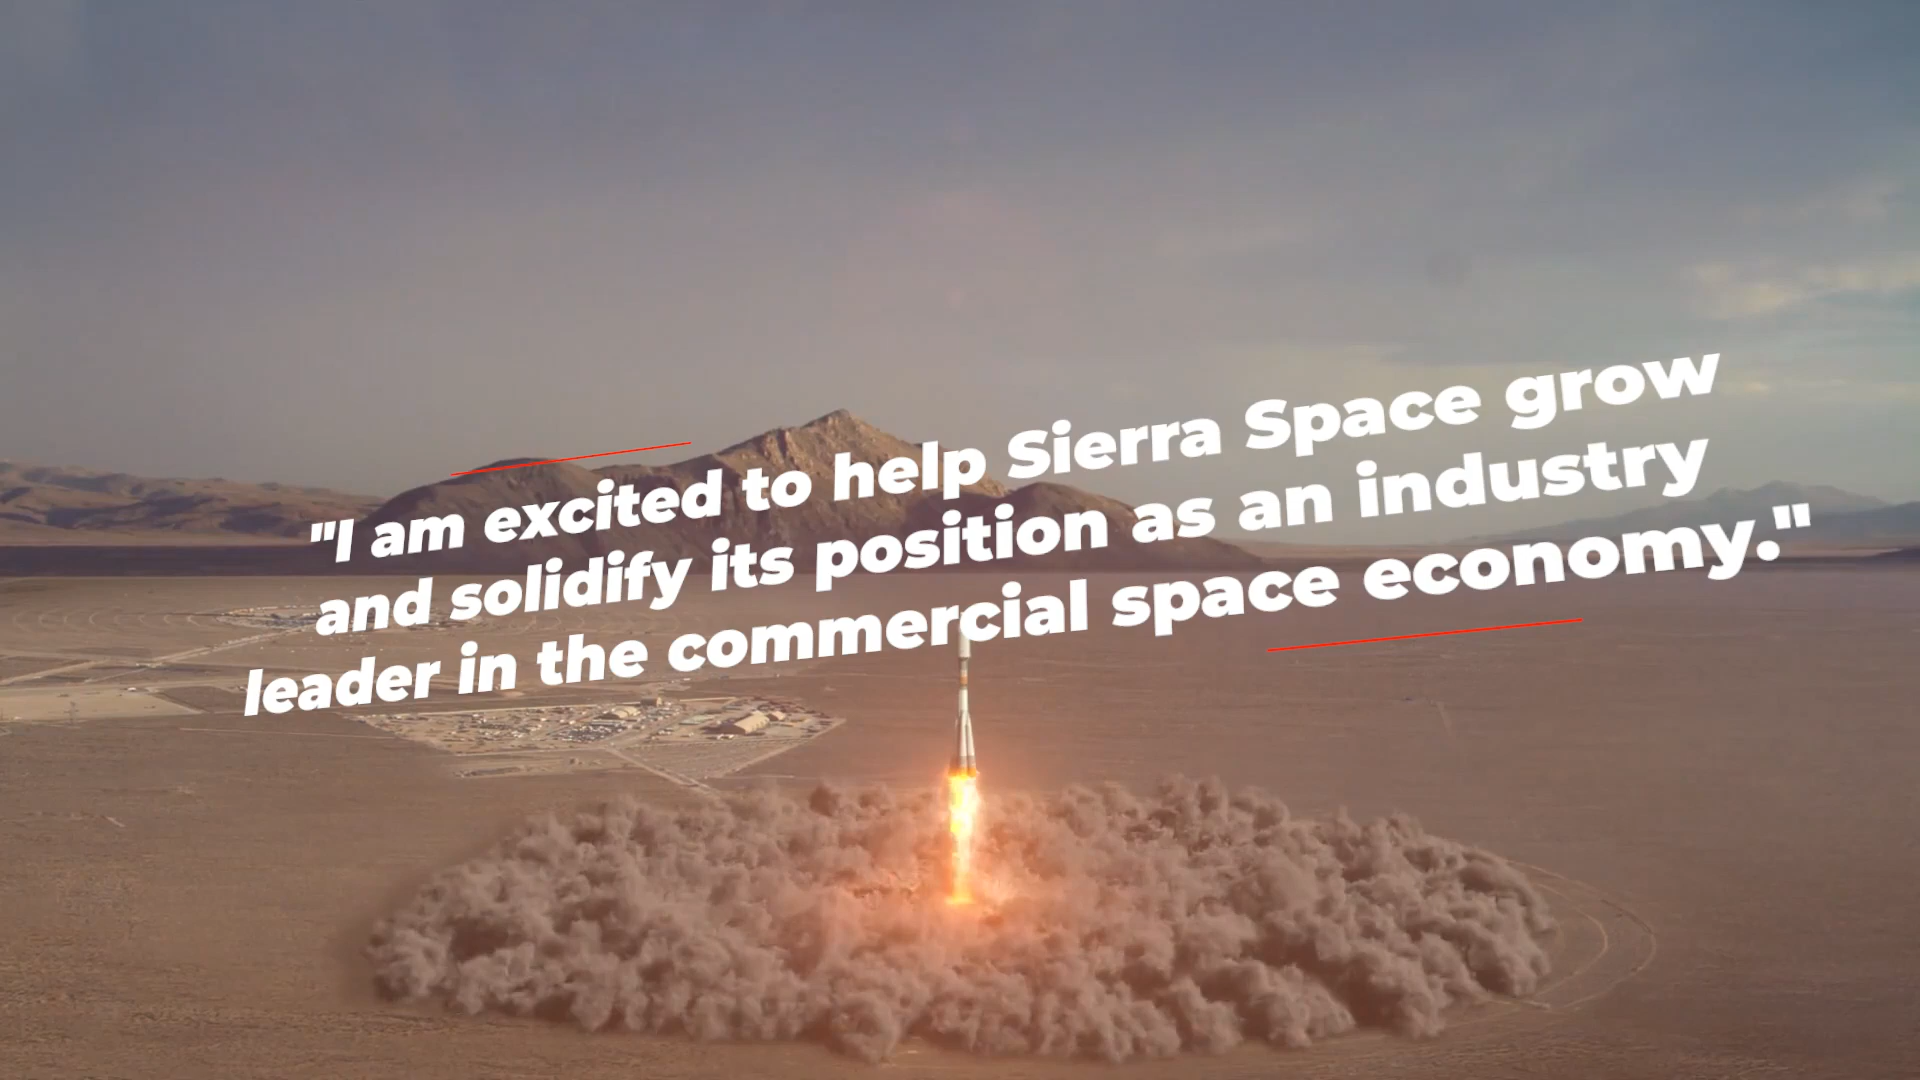 "I am excited to help Sierra Space grow
and solidify its position as an industry
leader in the commercial space economy."